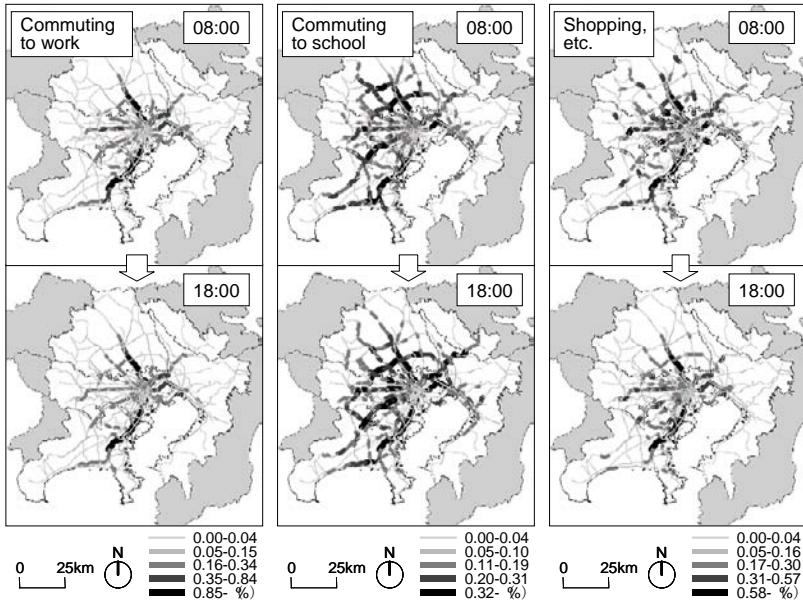 Commuting
to work
08:00
Commuting
to school
08:00
Shopping,
etc.
08:00
18:00
18:00
18:00
0 25km
N
0.00-0.04
0.05-0.15
0.16-0.34
0.35-0.84
0.85- %)
0 25km
N
0.00-0.04
0.05-0.10
0.11-0.19
0.20-0.31
0.32- %)
0 25km
N
0.00-0.04
0.05-0.16
0.17-0.30
0.31-0.57
0.58- %)